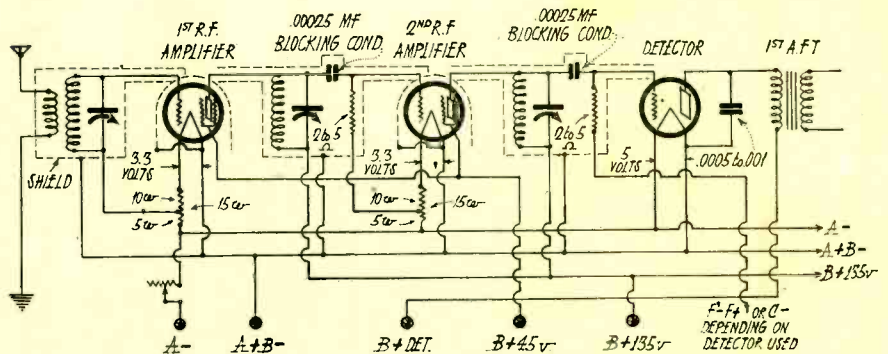 1ST R.F.
AMPLIFIER
.00025 MF
BLOCKING COND.
2ND R.F
AMPLIFIER
.00025 MF
BLOCKING COND.
DETECTOR
1ST A.F.T
SHIELD
3.3
VOLTS
10ω
15ω
5ω
2 to 5
Ω
3.3
VOLTS
10ω
15ω
5ω
2 to 5
Ω
5
VOLTS
.0005 to .001
A-
A+B-
B+135v
A-
A+B-
B+DET.
B+45v
B+135v
F- F+ OR C-
DEPENDING ON
DETECTOR USED